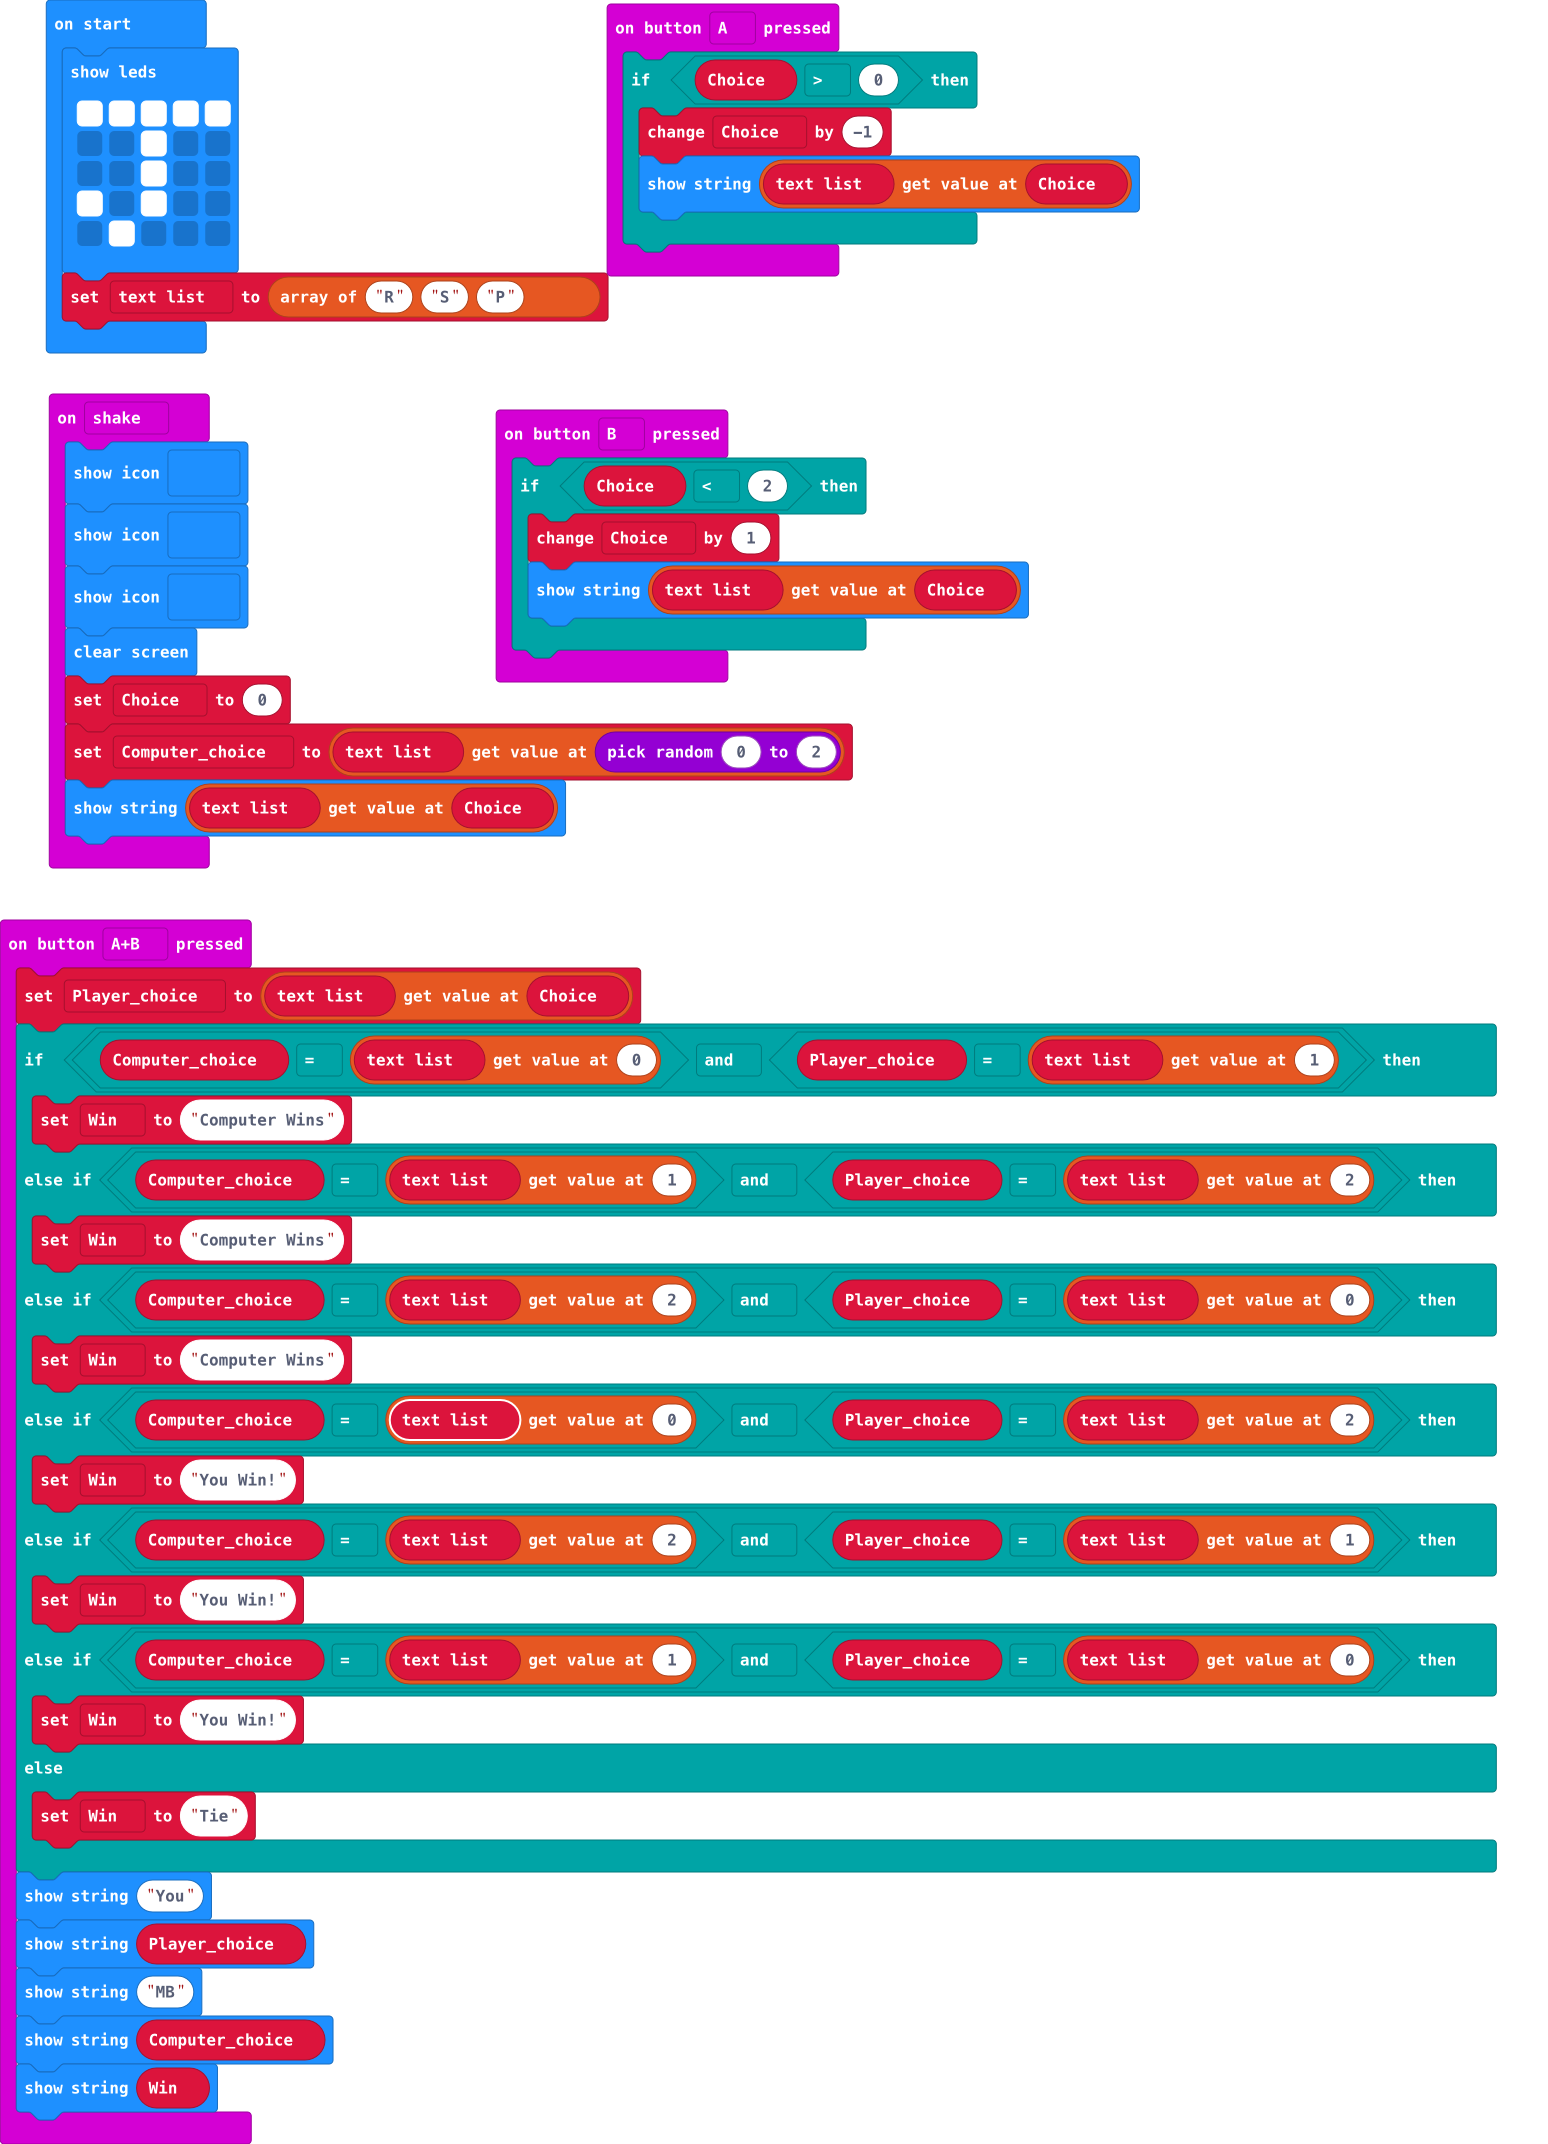 on start
show leds
set text list to array of "R" "S" "P"
on button A pressed
if Choice > 0 then
change Choice by −1
show string text list get value at Choice
on shake
show icon
show icon
show icon
clear screen
set Choice to 0
set Computer_choice to text list get value at pick random 0 to 2
show string text list get value at Choice
on button B pressed
if Choice < 2 then
change Choice by 1
show string text list get value at Choice
on button A+B pressed
set Player_choice to text list get value at Choice
if Computer_choice = text list get value at 0 and Player_choice = text list get value at 1 then
set Win to "Computer Wins"
else if Computer_choice = text list get value at 1 and Player_choice = text list get value at 2 then
set Win to "Computer Wins"
else if Computer_choice = text list get value at 2 and Player_choice = text list get value at 0 then
set Win to "Computer Wins"
else if Computer_choice = text list get value at 0 and Player_choice = text list get value at 2 then
set Win to "You Win!"
else if Computer_choice = text list get value at 2 and Player_choice = text list get value at 1 then
set Win to "You Win!"
else if Computer_choice = text list get value at 1 and Player_choice = text list get value at 0 then
set Win to "You Win!"
else
set Win to "Tie"
show string "You"
show string Player_choice
show string "MB"
show string Computer_choice
show string Win